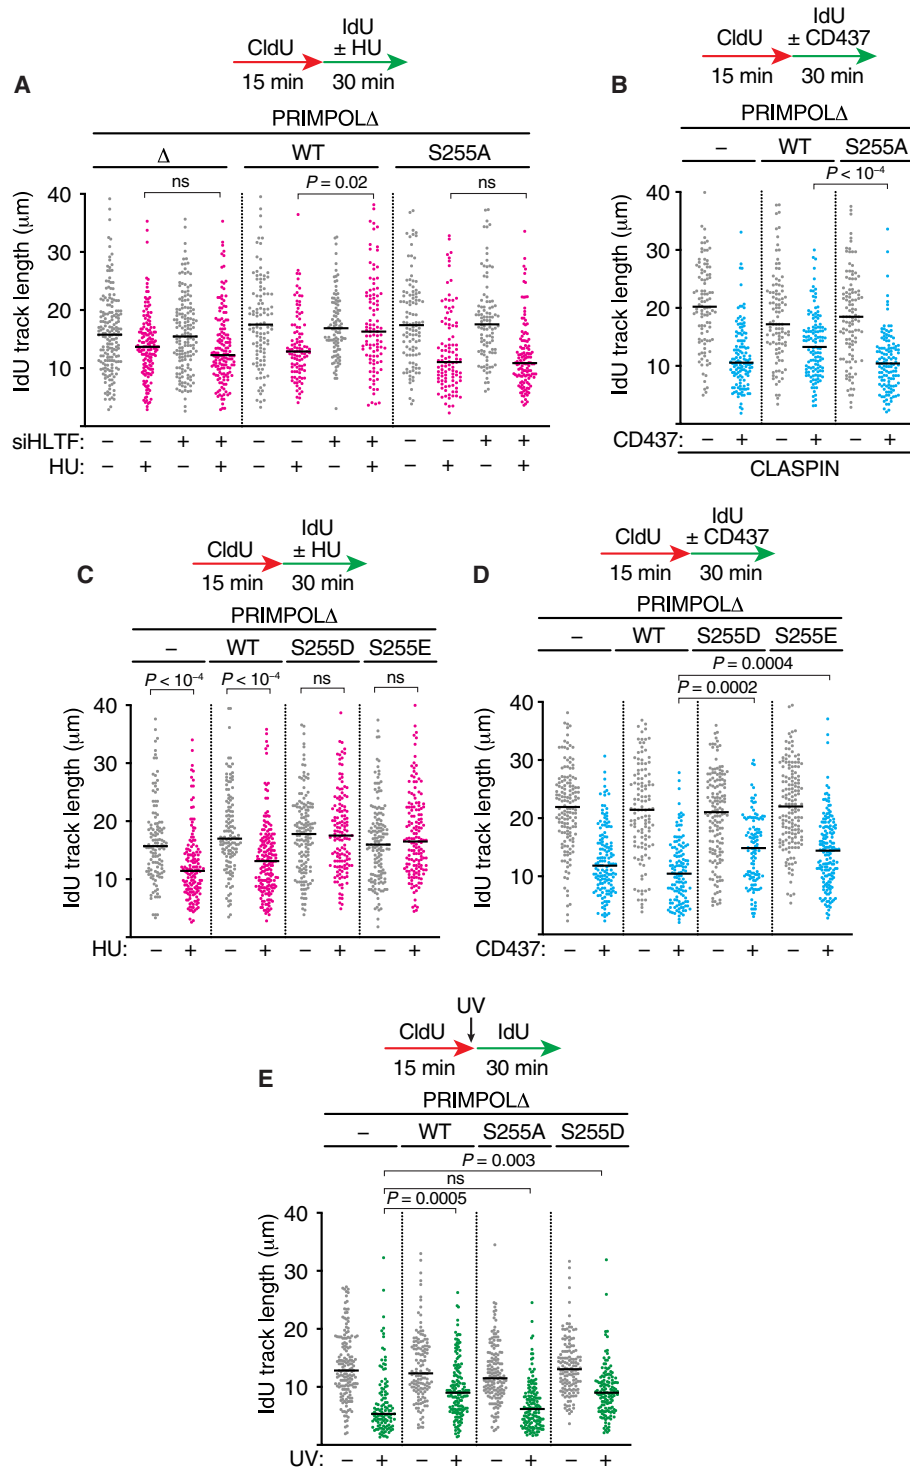 A
CldU
IdU
± HU
15 min
30 min
PRIMPOLΔ
Δ
WT
S255A
ns
P = 0.02
ns
IdU track length (μm)
40
30
20
10
siHLTF: – – + + – – + + – – + +
HU: – + – + – + – + – + – +
B
CldU
IdU
± CD437
15 min
30 min
PRIMPOLΔ
–
WT
S255A
P < 10⁻⁴
IdU track length (μm)
40
30
20
10
CD437: – + – + – +
CLASPIN
C
CldU
IdU
± HU
15 min
30 min
PRIMPOLΔ
–
WT
S255D
S255E
P < 10⁻⁴
P < 10⁻⁴
ns
ns
IdU track length (μm)
40
30
20
10
HU: – + – + – + – +
D
CldU
IdU
± CD437
15 min
30 min
PRIMPOLΔ
–
WT
S255D
S255E
P = 0.0004
P = 0.0002
IdU track length (μm)
40
30
20
10
CD437: – + – + – + – +
E
UV
CldU
IdU
15 min
30 min
PRIMPOLΔ
–
WT
S255A
S255D
P = 0.003
ns
P = 0.0005
IdU track length (μm)
40
30
20
10
UV: – + – + – + – +